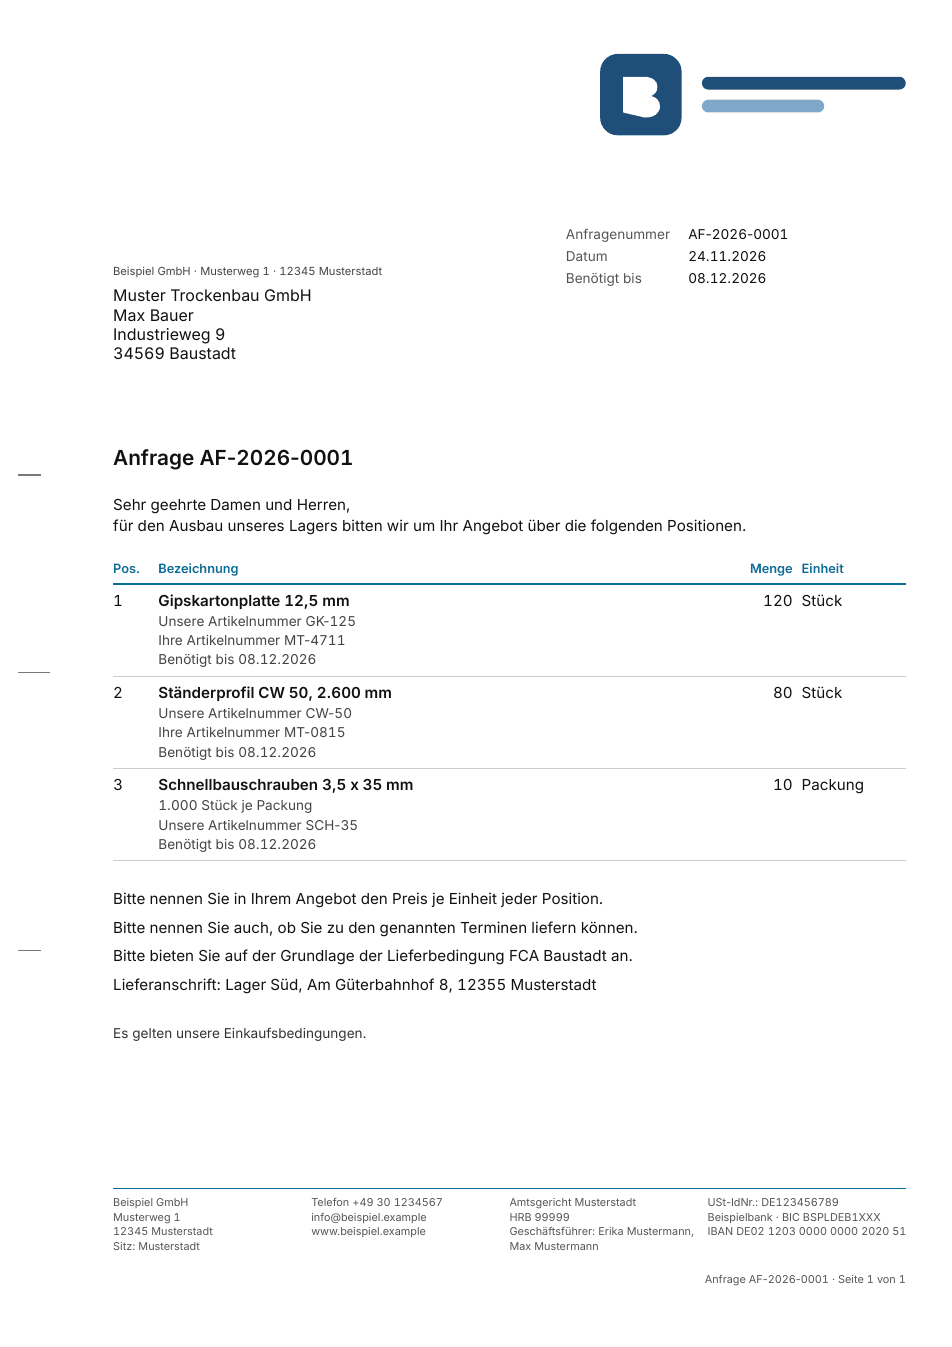 B
Anfragenummer AF-2026-0001
Datum 24.11.2026
Benötigt bis 08.12.2026
Beispiel GmbH · Musterweg 1 · 12345 Musterstadt
Muster Trockenbau GmbH
Max Bauer
Industrieweg 9
34569 Baustadt
Anfrage AF-2026-0001
Sehr geehrte Damen und Herren,
für den Ausbau unseres Lagers bitten wir um Ihr Angebot über die folgenden Positionen.
Pos. Bezeichnung Menge Einheit
1 Gipskartonplatte 12,5 mm 120 Stück
Unsere Artikelnummer GK-125
Ihre Artikelnummer MT-4711
Benötigt bis 08.12.2026
2 Ständerprofil CW 50, 2.600 mm 80 Stück
Unsere Artikelnummer CW-50
Ihre Artikelnummer MT-0815
Benötigt bis 08.12.2026
3 Schnellbauschrauben 3,5 x 35 mm 10 Packung
1.000 Stück je Packung
Unsere Artikelnummer SCH-35
Benötigt bis 08.12.2026
Bitte nennen Sie in Ihrem Angebot den Preis je Einheit jeder Position.
Bitte nennen Sie auch, ob Sie zu den genannten Terminen liefern können.
Bitte bieten Sie auf der Grundlage der Lieferbedingung FCA Baustadt an.
Lieferanschrift: Lager Süd, Am Güterbahnhof 8, 12355 Musterstadt
Es gelten unsere Einkaufsbedingungen.
Beispiel GmbH
Musterweg 1
12345 Musterstadt
Sitz: Musterstadt
Telefon +49 30 1234567
info@beispiel.example
www.beispiel.example
Amtsgericht Musterstadt
HRB 99999
Geschäftsführer: Erika Mustermann,
Max Mustermann
USt-IdNr.: DE123456789
Beispielbank · BIC BSPLDEB1XXX
IBAN DE02 1203 0000 0000 2020 51
Anfrage AF-2026-0001 · Seite 1 von 1